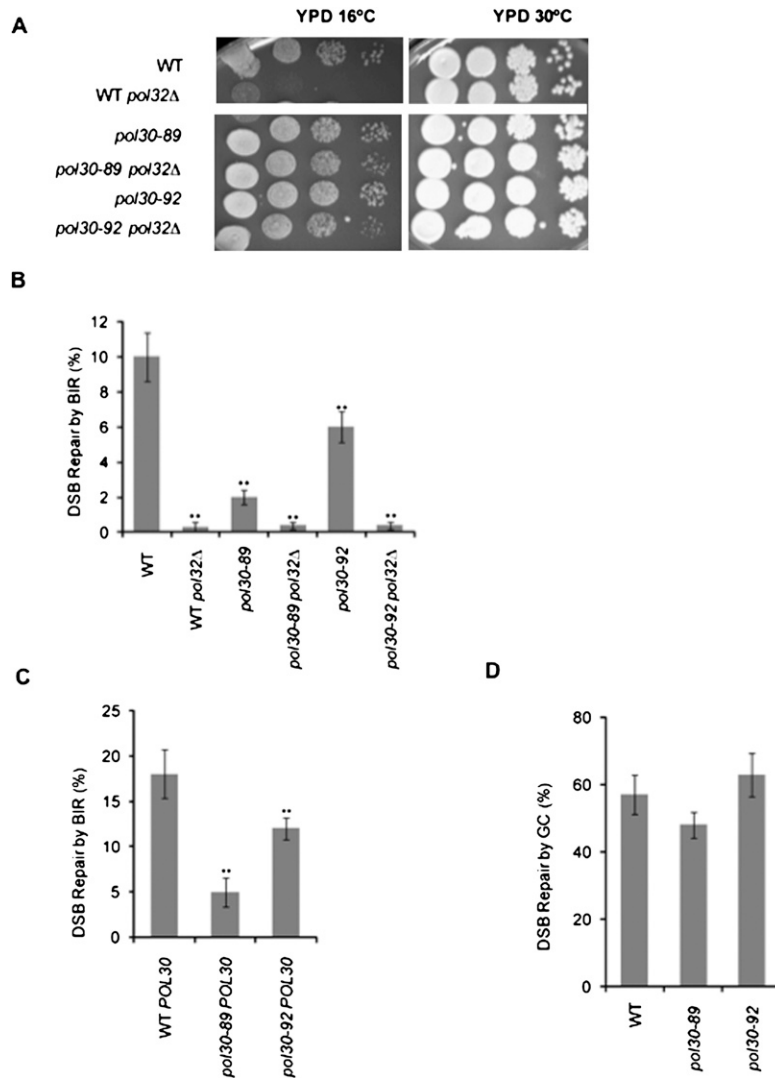 A
YPD 16ºC
YPD 30ºC
WT
WT pol32Δ
pol30-89
pol30-89 pol32Δ
pol30-92
pol30-92 pol32Δ
B
DSB Repair by BIR (%)
12
10
8
6
4
2
0
••
••
••
••
••
WT
WT pol32Δ
pol30-89
pol30-89 pol32Δ
pol30-92
pol30-92 pol32Δ
C
DSB Repair by BIR (%)
25
20
15
10
5
0
••
••
WT POL30
pol30-89 POL30
pol30-92 POL30
D
DSB Repair by GC (%)
80
60
40
20
0
WT
pol30-89
pol30-92